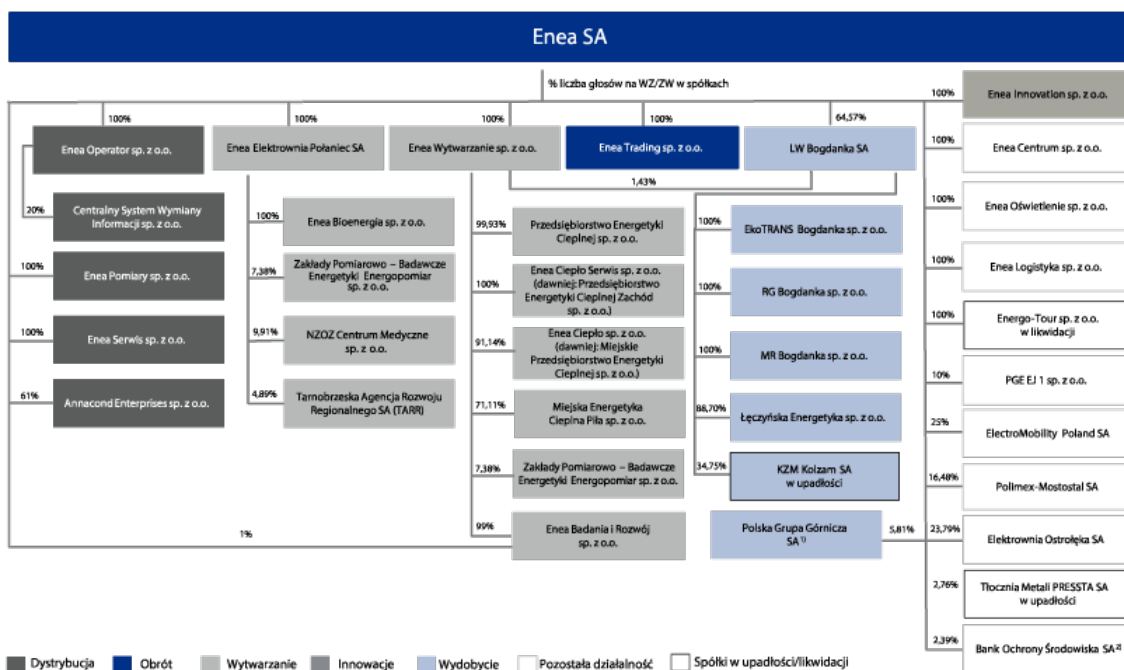 Enea SA
% liczba głosów na WZ/ZW w spółkach
100%
Enea Operator sp. z o.o.
100%
Enea Elektrownia Połaniec SA
100%
Enea Wytwarzanie sp. z o.o.
100%
Enea Trading sp. z o.o.
64,57%
LW Bogdanka SA
1,43%
20%
Centralny System Wymiany
Informacji sp. z o.o.
100%
Enea Pomiary sp. z o.o.
100%
Enea Serwis sp. z o.o.
61%
Annacond Enterprises sp. z o.o.
100%
Enea Bioenergia sp. z o.o.
7,38%
Zakłady Pomiarowo – Badawcze
Energetyki Energopomiar
sp. z o.o.
9,91%
NZOZ Centrum Medyczne
sp. z o.o.
4,89%
Tarnobrzeska Agencja Rozwoju
Regionalnego SA (TARR)
99,93%
Przedsiębiorstwo Energetyki
Cieplnej sp. z o.o.
100%
Enea Ciepło Serwis sp. z o.o.
(dawniej: Przedsiębiorstwo
Energetyki Cieplnej Zachód
sp. z o.o.)
91,14%
Enea Ciepło sp. z o.o.
(dawniej: Miejskie
Przedsiębiorstwo Energetyki
Cieplnej sp. z o.o.)
71,11%
Miejska Energetyka
Cieplna Piła sp. z o.o.
7,38%
Zakłady Pomiarowo – Badawcze
Energetyki Energopomiar sp. z o.o.
99%
Enea Badania i Rozwój
sp. z o.o.
1%
100%
EkoTRANS Bogdanka sp. z o.o.
100%
RG Bogdanka sp. z o.o.
100%
MR Bogdanka sp. z o.o.
88,70%
Łęczyńska Energetyka sp. z o.o.
34,75%
KZM Kolzam SA
w upadłości
Polska Grupa Górnicza
SA¹⁾
5,81%
100%
Enea Innovation sp. z o.o.
100%
Enea Centrum sp. z o.o.
100%
Enea Oświetlenie sp. z o.o.
100%
Enea Logistyka sp. z o.o.
100%
Energo-Tour sp. z o.o.
w likwidacji
10%
PGE EJ 1 sp. z o.o.
25%
ElectroMobility Poland SA
16,48%
Polimex-Mostostal SA
23,79%
Elektrownia Ostrołęka SA
2,76%
Tłocznia Metali PRESSTA SA
w upadłości
2,39%
Bank Ochrony Środowiska SA²⁾
Dystrybucja
Obrót
Wytwarzanie
Innowacje
Wydobycie
Pozostała działalność
Spółki w upadłości/likwidacji